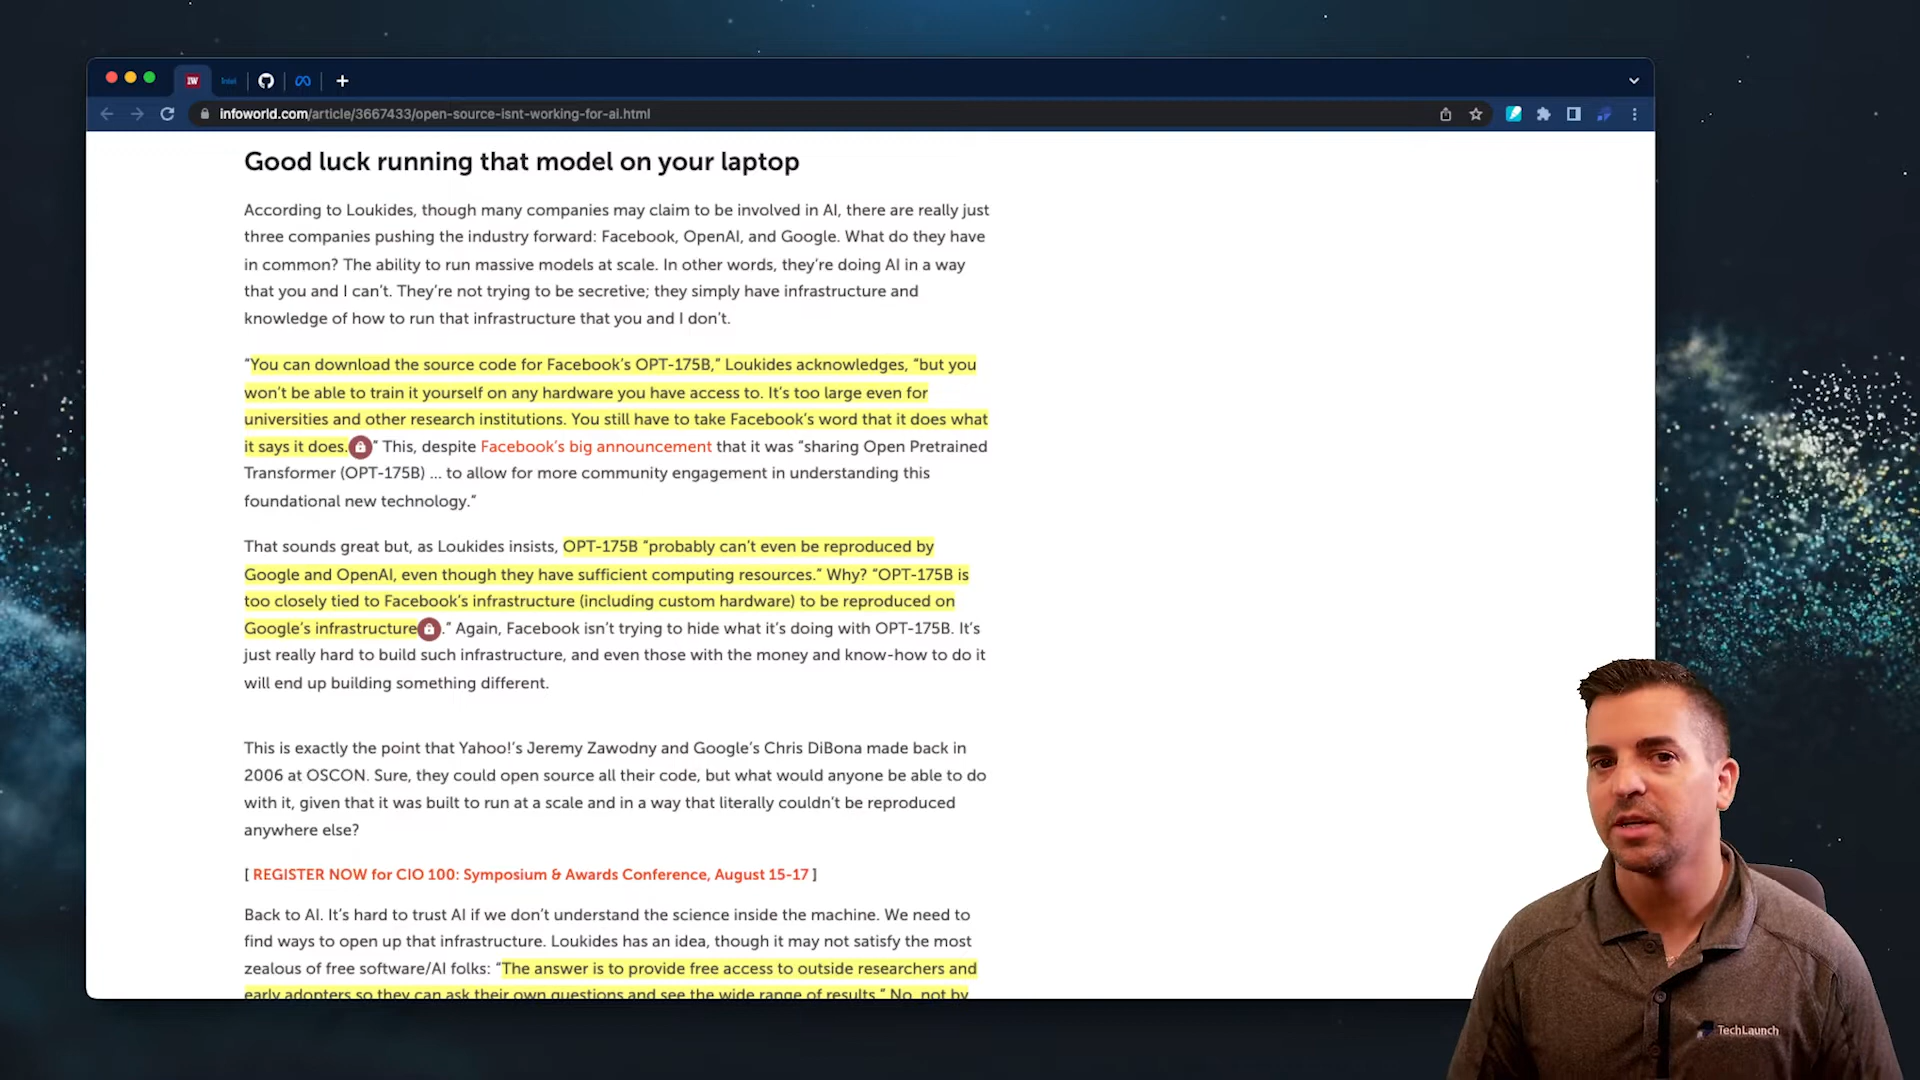 IW
intel
infoworld.com/article/3667433/open-source-isnt-working-for-ai.html
Good luck running that model on your laptop
According to Loukides, though many companies may claim to be involved in AI, there are really just
three companies pushing the industry forward: Facebook, OpenAI, and Google. What do they have
in common? The ability to run massive models at scale. In other words, they’re doing AI in a way
that you and I can’t. They’re not trying to be secretive; they simply have infrastructure and
knowledge of how to run that infrastructure that you and I don’t.
“You can download the source code for Facebook’s OPT-175B,” Loukides acknowledges, “but you
won’t be able to train it yourself on any hardware you have access to. It’s too large even for
universities and other research institutions. You still have to take Facebook’s word that it does what
it says it does.” This, despite Facebook’s big announcement that it was “sharing Open Pretrained
Transformer (OPT-175B) ... to allow for more community engagement in understanding this
foundational new technology.”
That sounds great but, as Loukides insists, OPT-175B “probably can’t even be reproduced by
Google and OpenAI, even though they have sufficient computing resources.” Why? “OPT-175B is
too closely tied to Facebook’s infrastructure (including custom hardware) to be reproduced on
Google’s infrastructure.” Again, Facebook isn’t trying to hide what it’s doing with OPT-175B. It’s
just really hard to build such infrastructure, and even those with the money and know-how to do it
will end up building something different.
This is exactly the point that Yahoo!’s Jeremy Zawodny and Google’s Chris DiBona made back in
2006 at OSCON. Sure, they could open source all their code, but what would anyone be able to do
with it, given that it was built to run at a scale and in a way that literally couldn’t be reproduced
anywhere else?
[ REGISTER NOW for CIO 100: Symposium & Awards Conference, August 15-17 ]
Back to AI. It’s hard to trust AI if we don’t understand the science inside the machine. We need to
find ways to open up that infrastructure. Loukides has an idea, though it may not satisfy the most
zealous of free software/AI folks: “The answer is to provide free access to outside researchers and
early adopters so they can ask their own questions and see the wide range of results.” No, not by
TechLaunch